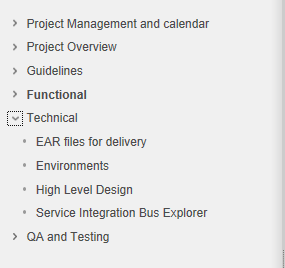 Project Management and calendar
Project Overview
Guidelines
Functional
Technical
EAR files for delivery
Environments
High Level Design
Service Integration Bus Explorer
QA and Testing